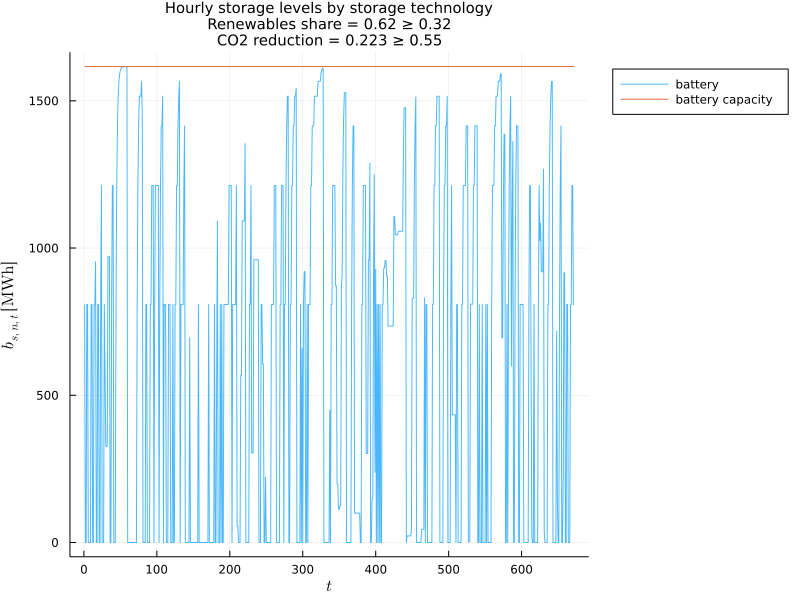 Hourly storage levels by storage technology
Renewables share = 0.62 ≥ 0.32
CO2 reduction = 0.223 ≥ 0.55
battery
battery capacity
1500
1000
500
0
b_{s, n, t} [MWh]
0 100 200 300 400 500 600
t